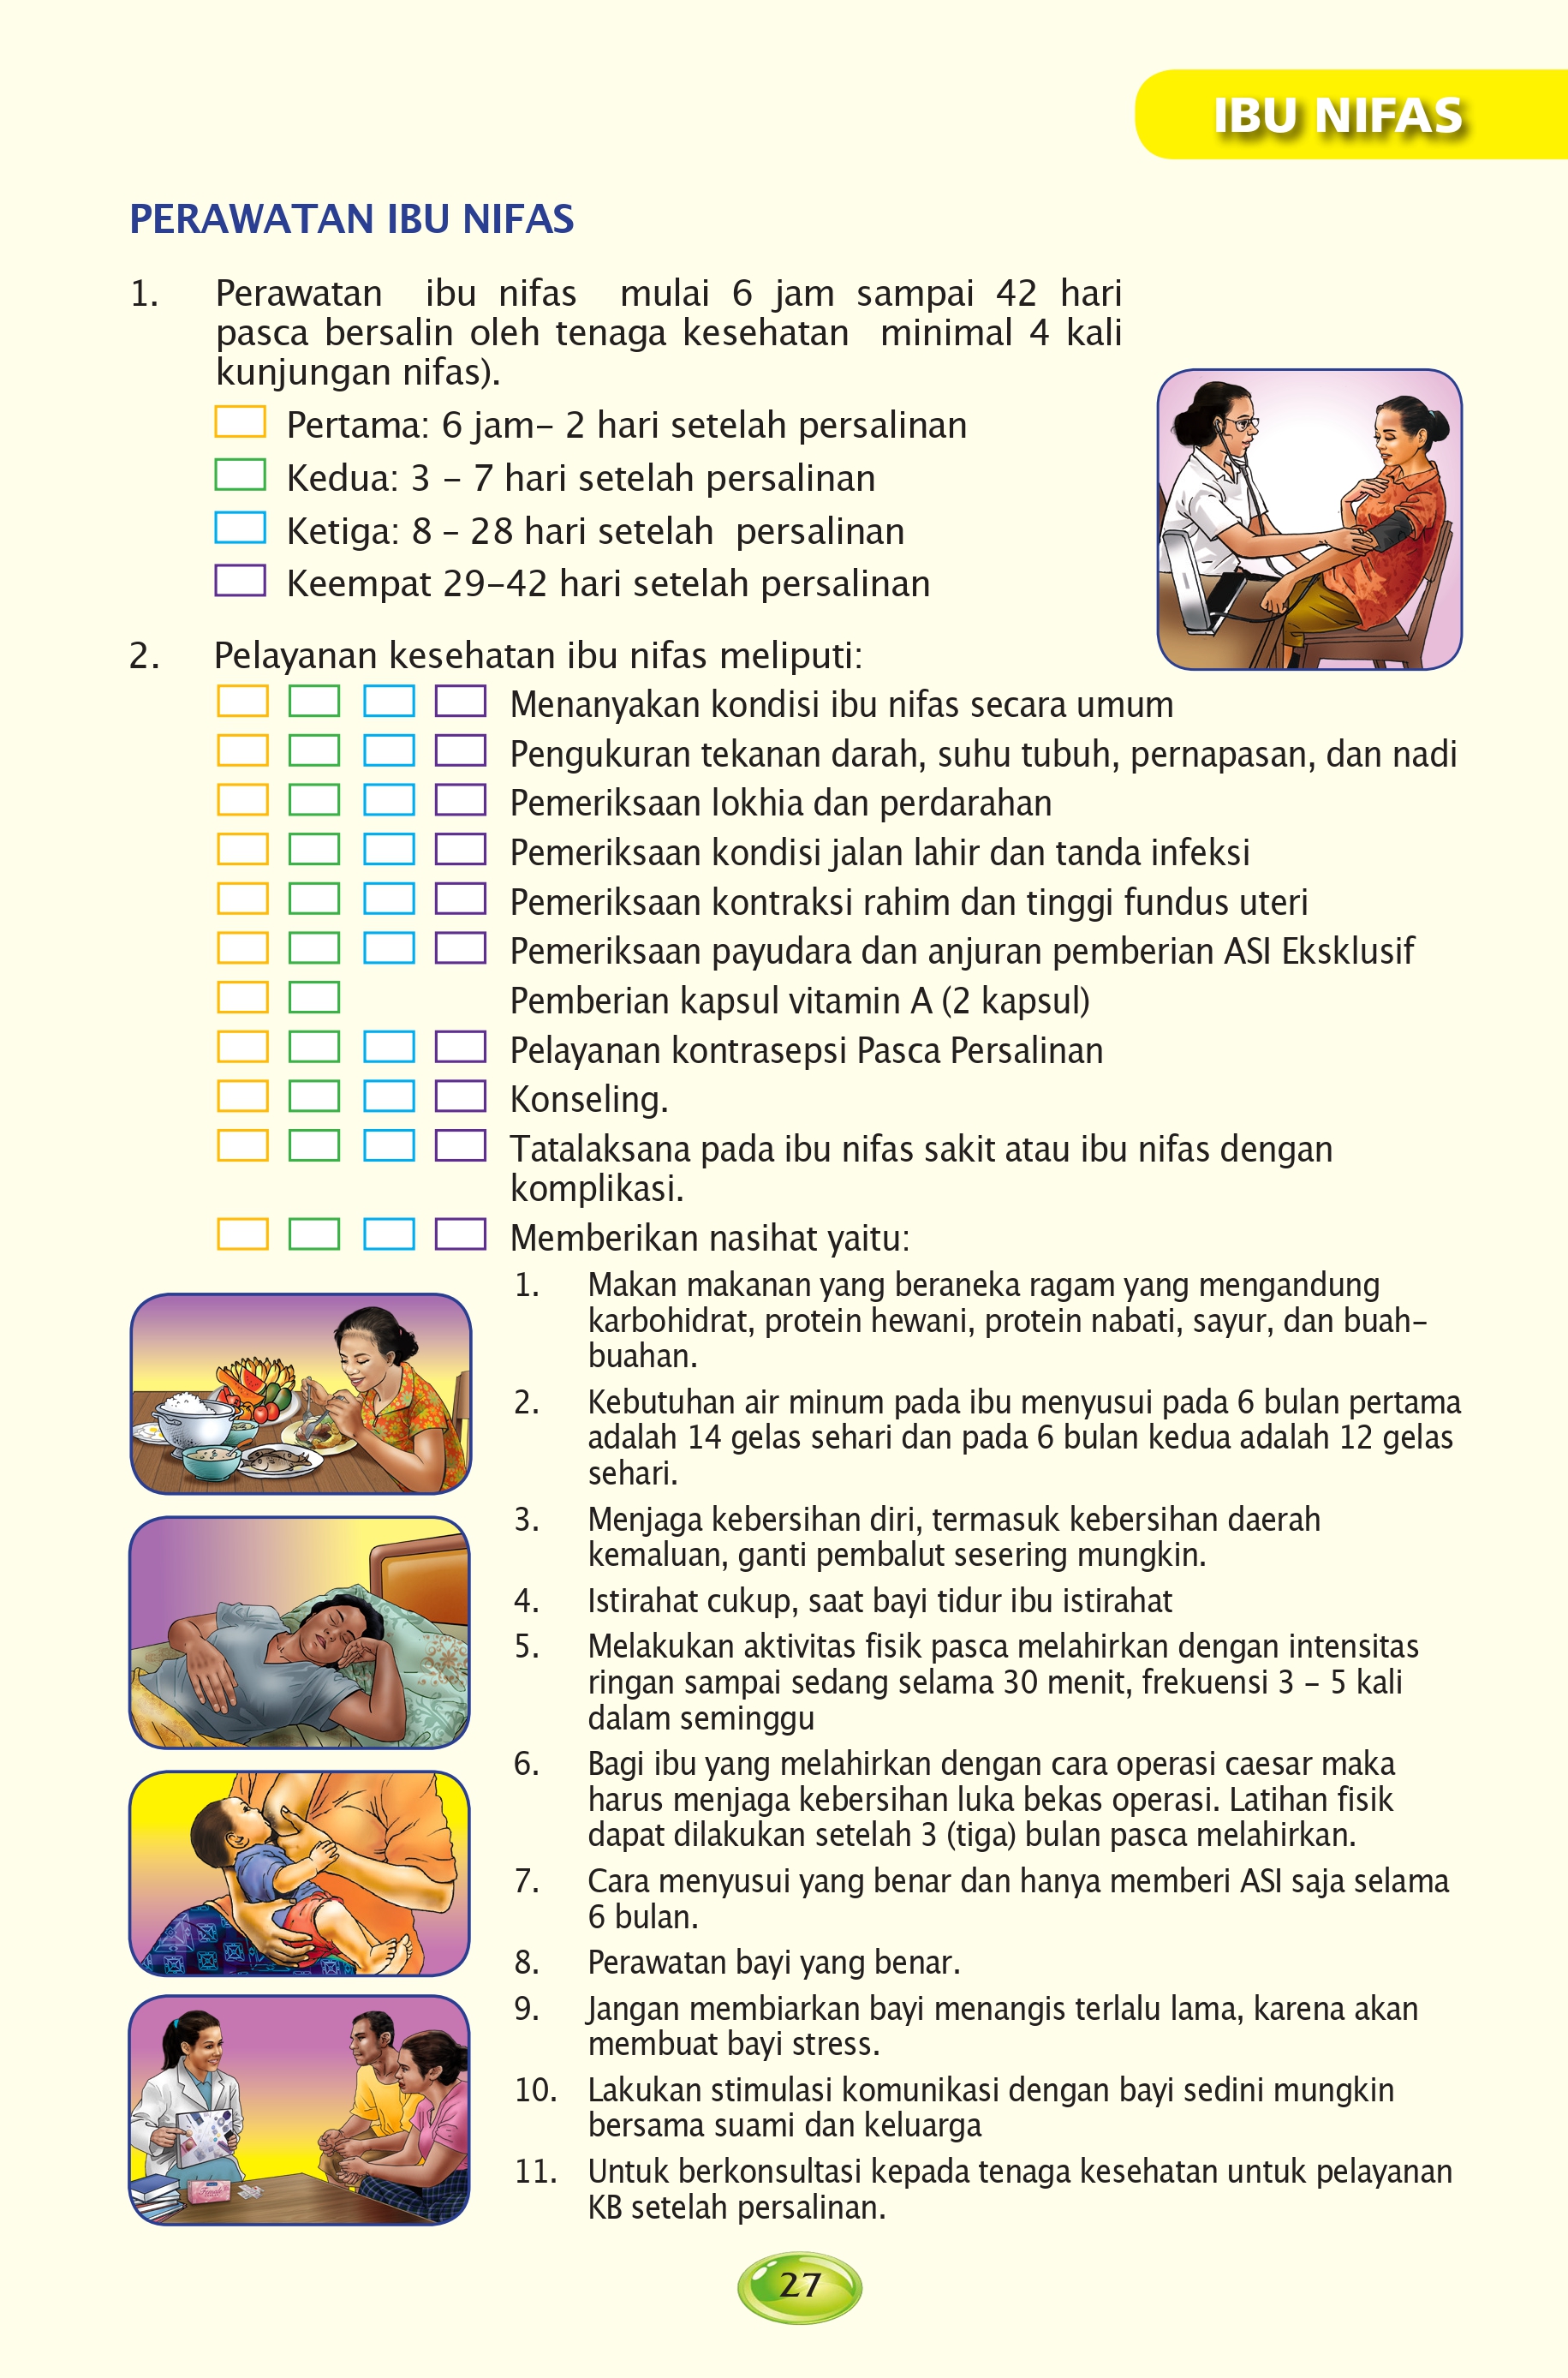 IBU NIFAS
PERAWATAN IBU NIFAS
1. Perawatan ibu nifas mulai 6 jam sampai 42 hari
pasca bersalin oleh tenaga kesehatan minimal 4 kali
kunjungan nifas).
Pertama: 6 jam– 2 hari setelah persalinan
Kedua: 3 – 7 hari setelah persalinan
Ketiga: 8 – 28 hari setelah persalinan
Keempat 29–42 hari setelah persalinan
2. Pelayanan kesehatan ibu nifas meliputi:
Menanyakan kondisi ibu nifas secara umum
Pengukuran tekanan darah, suhu tubuh, pernapasan, dan nadi
Pemeriksaan lokhia dan perdarahan
Pemeriksaan kondisi jalan lahir dan tanda infeksi
Pemeriksaan kontraksi rahim dan tinggi fundus uteri
Pemeriksaan payudara dan anjuran pemberian ASI Eksklusif
Pemberian kapsul vitamin A (2 kapsul)
Pelayanan kontrasepsi Pasca Persalinan
Konseling.
Tatalaksana pada ibu nifas sakit atau ibu nifas dengan
komplikasi.
Memberikan nasihat yaitu:
1. Makan makanan yang beraneka ragam yang mengandung
karbohidrat, protein hewani, protein nabati, sayur, dan buah–
buahan.
2. Kebutuhan air minum pada ibu menyusui pada 6 bulan pertama
adalah 14 gelas sehari dan pada 6 bulan kedua adalah 12 gelas
sehari.
3. Menjaga kebersihan diri, termasuk kebersihan daerah
kemaluan, ganti pembalut sesering mungkin.
4. Istirahat cukup, saat bayi tidur ibu istirahat
5. Melakukan aktivitas fisik pasca melahirkan dengan intensitas
ringan sampai sedang selama 30 menit, frekuensi 3 – 5 kali
dalam seminggu
6. Bagi ibu yang melahirkan dengan cara operasi caesar maka
harus menjaga kebersihan luka bekas operasi. Latihan fisik
dapat dilakukan setelah 3 (tiga) bulan pasca melahirkan.
7. Cara menyusui yang benar dan hanya memberi ASI saja selama
6 bulan.
8. Perawatan bayi yang benar.
9. Jangan membiarkan bayi menangis terlalu lama, karena akan
membuat bayi stress.
10. Lakukan stimulasi komunikasi dengan bayi sedini mungkin
bersama suami dan keluarga
11. Untuk berkonsultasi kepada tenaga kesehatan untuk pelayanan
KB setelah persalinan.
27